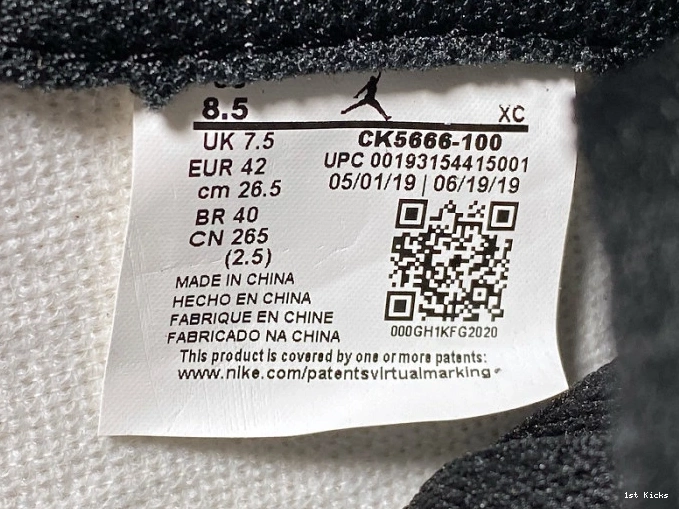 8.5
XC
UK 7.5
EUR 42
cm 26.5
BR 40
CN 265
(2.5)
CK5666-100
UPC 00193154415001
05/01/19 | 06/19/19
000GH1KFG2020
MADE IN CHINA
HECHO EN CHINA
FABRIQUE EN CHINE
FABRICADO NA CHINA
This product is covered by one or more patents:
www.nike.com/patentsvirtualmarking
1st Kicks